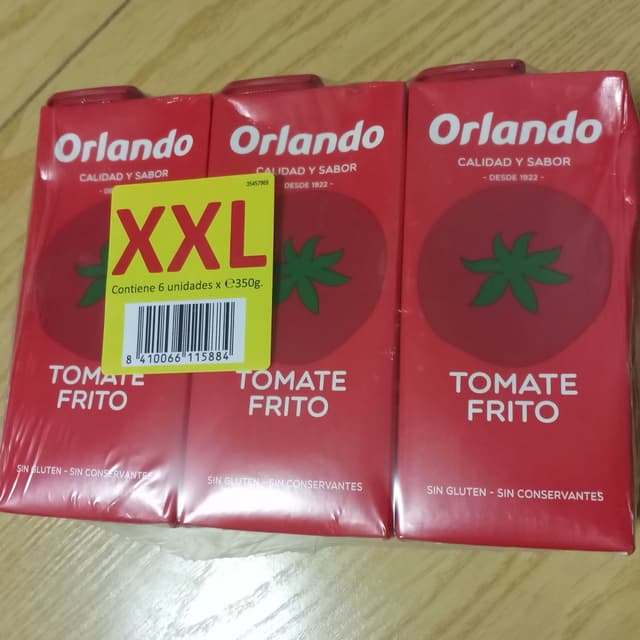 Orlando
CALIDAD Y SABOR
Orlando
CALIDAD Y SABOR
DESDE 1922 -
Orlando
CALIDAD Y SABOR
- DESDE 1922 -
35457969
XXL
Contiene 6 unidades x ℮350g.
8 410066 115884
TOMATE
FRITO
TOMATE
FRITO
TOMATE
FRITO
SIN GLUTEN - SIN CONSERVANTES
SIN GLUTEN - SIN CONSERVANTES
SIN GLUTEN - SIN CONSERVANTES